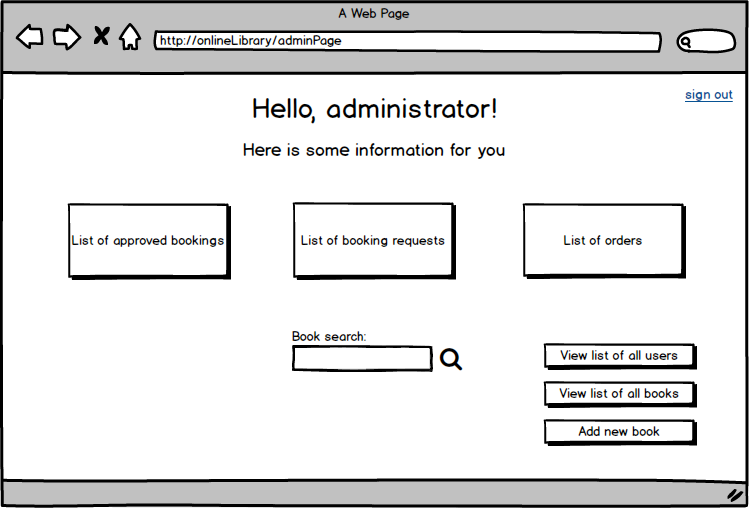 A Web Page
http://onlineLibrary/adminPage
sign out
Hello, administrator!
Here is some information for you
List of approved bookings
List of booking requests
List of orders
Book search:
View list of all users
View list of all books
Add new book